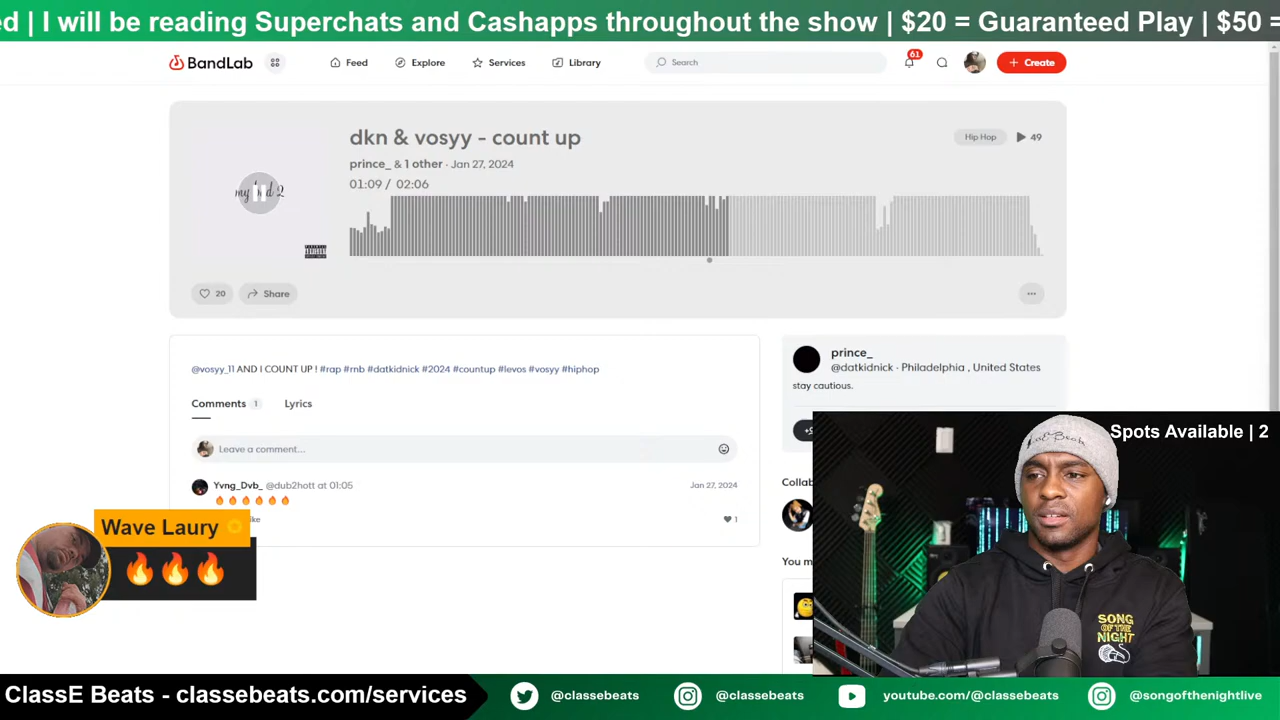 ed | I will be reading Superchats and Cashapps throughout the show | $20 = Guaranteed Play | $50 =
BandLab
Feed
Explore
Services
Library
Search
61
Create
dkn & vosyy - count up
Hip Hop
49
prince_ & 1 other · Jan 27, 2024
01:09 / 02:06
20
Share
@vosyy_11 AND I COUNT UP ! #rap #rnb #datkidnick #2024 #countup #levos #vosyy #hiphop
Comments 1
Lyrics
Leave a comment...
Yvng_Dvb_ @dub2hott at 01:05
Jan 27, 2024
1
prince_
@datkidnick · Philadelphia , United States
stay cautious.
Collab
You m
Spots Available | 2
Wave Laury
SONG
OF THE
NIGHT
ClassE Beats - classebeats.com/services
@classebeats
@classebeats
youtube.com/@classebeats
@songofthenightlive